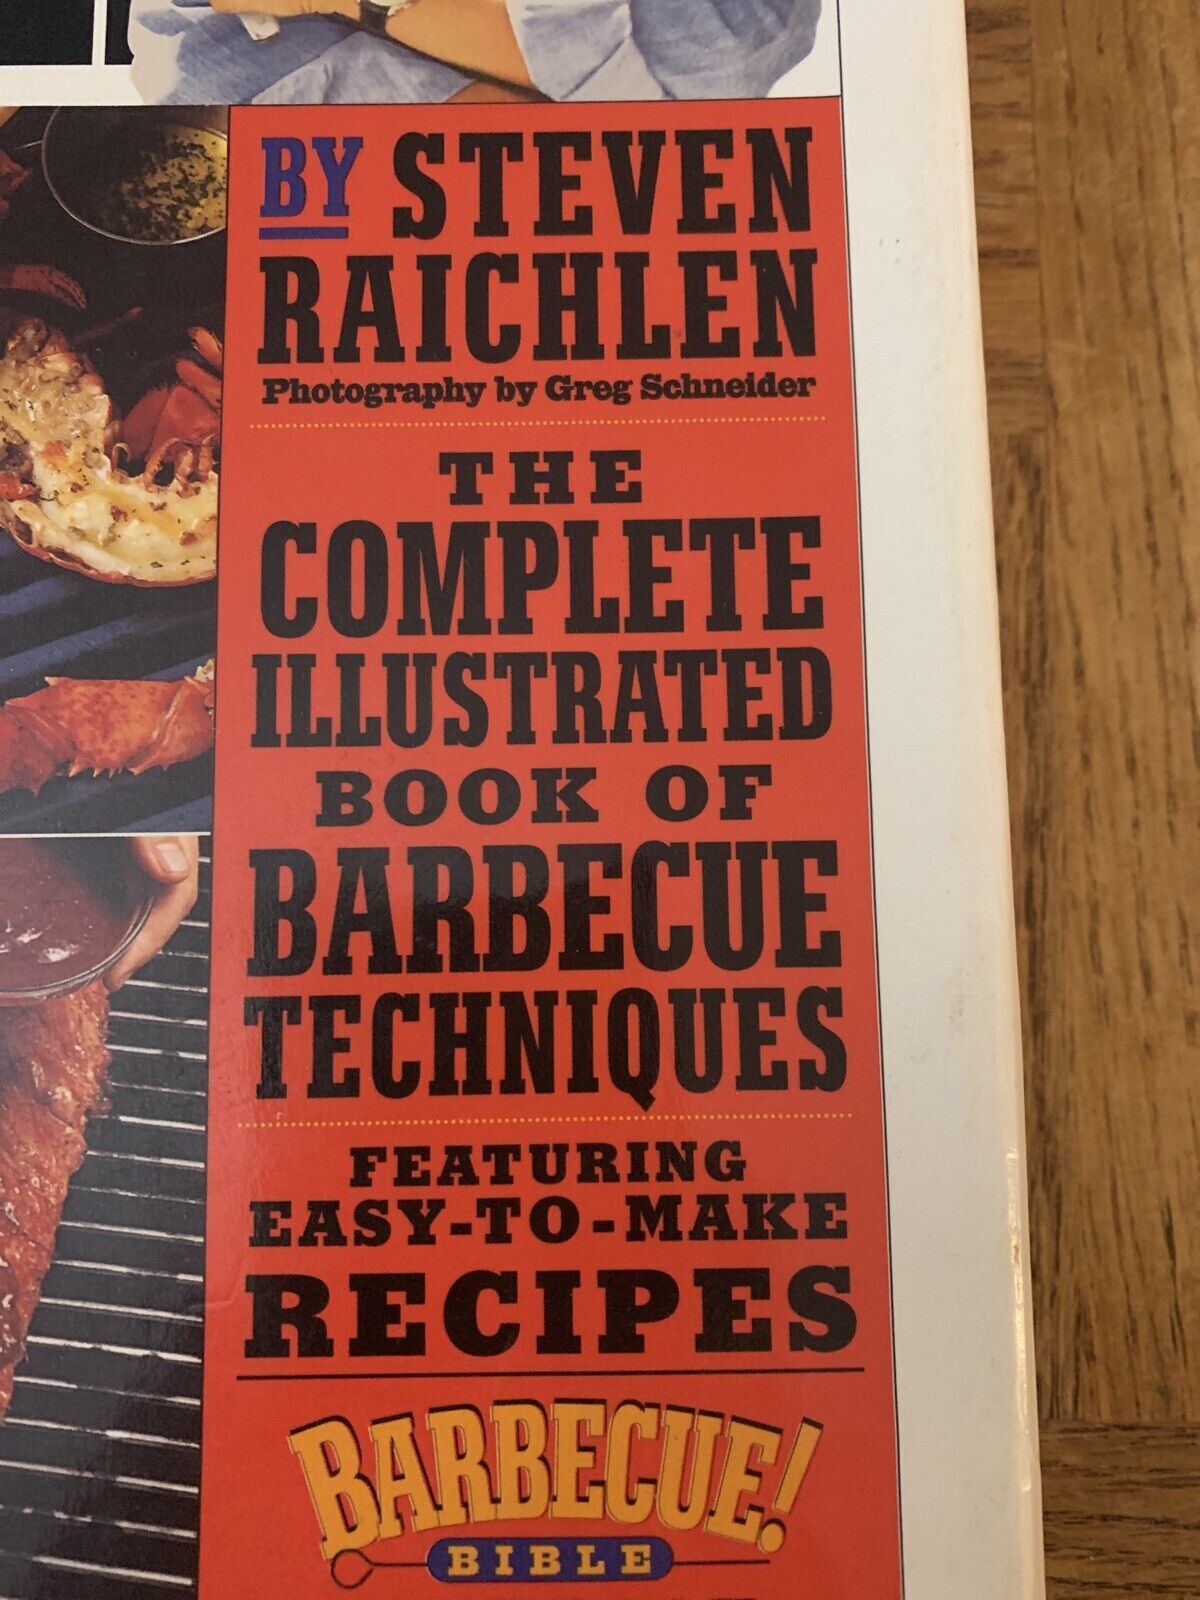 BY STEVEN
RAICHLEN
Photography by Greg Schneider
THE
COMPLETE
ILLUSTRATED
BOOK OF
BARBECUE
TECHNIQUES
FEATURING
EASY-TO-MAKE
RECIPES
BARBECUE!
BIBLE